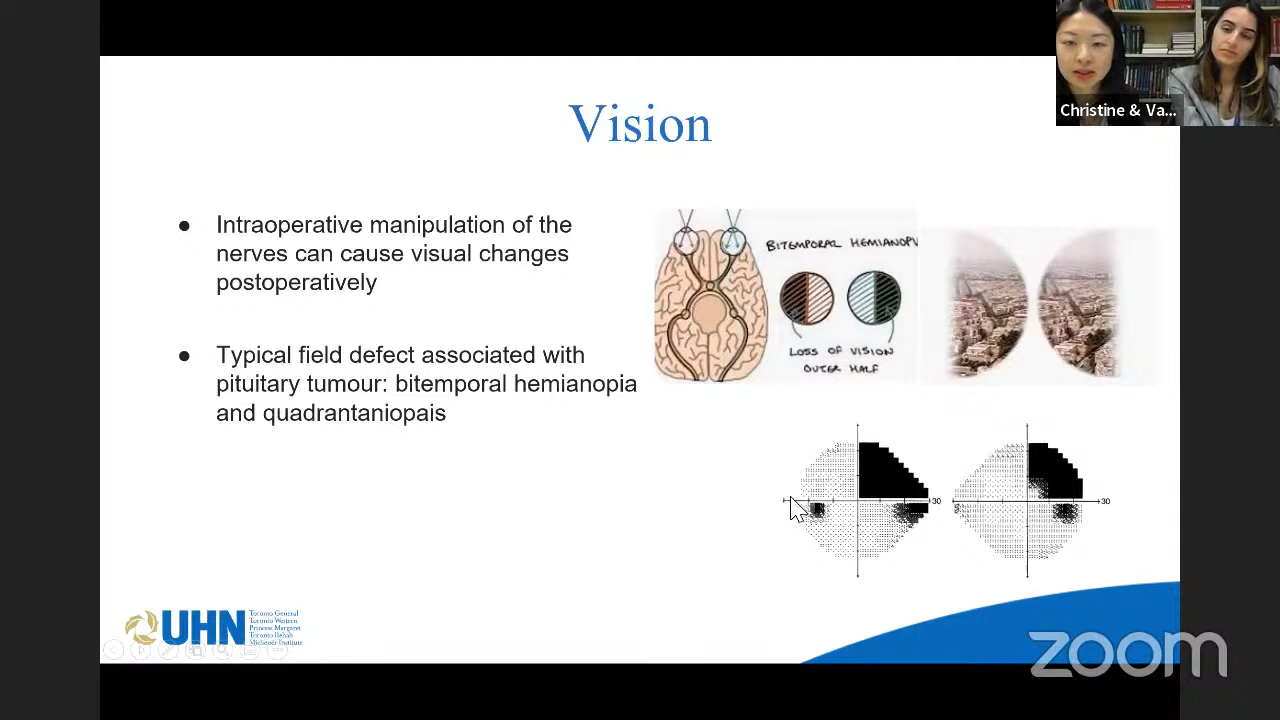 Christine & Va...
Vision
● Intraoperative manipulation of the
nerves can cause visual changes
postoperatively
● Typical field defect associated with
pituitary tumour: bitemporal hemianopia
and quadrantaniopais
BITEMPORAL HEMIANOPI
LOSS OF VISION
OUTER HALF
30
30
UHN
Toronto General
Toronto Western
Princess Margaret
Toronto Rehab
Michener Institute
zoom